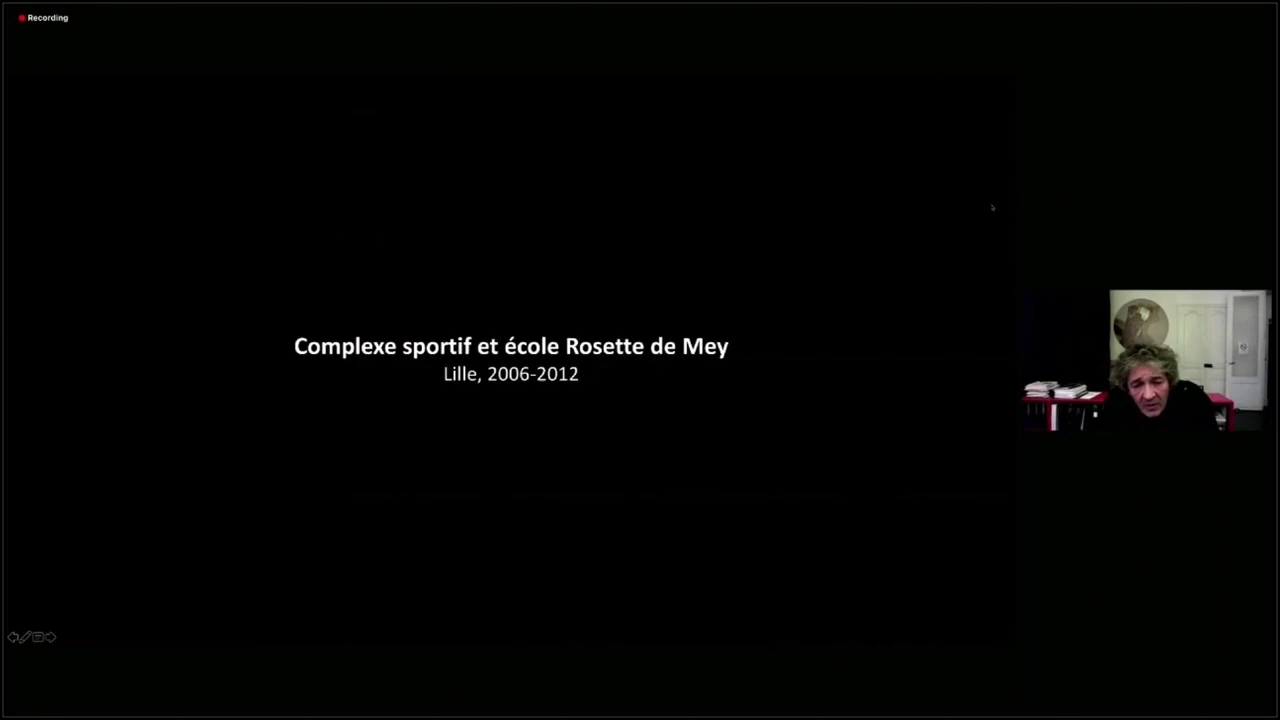 Recording
Complexe sportif et école Rosette de Mey
Lille, 2006-2012